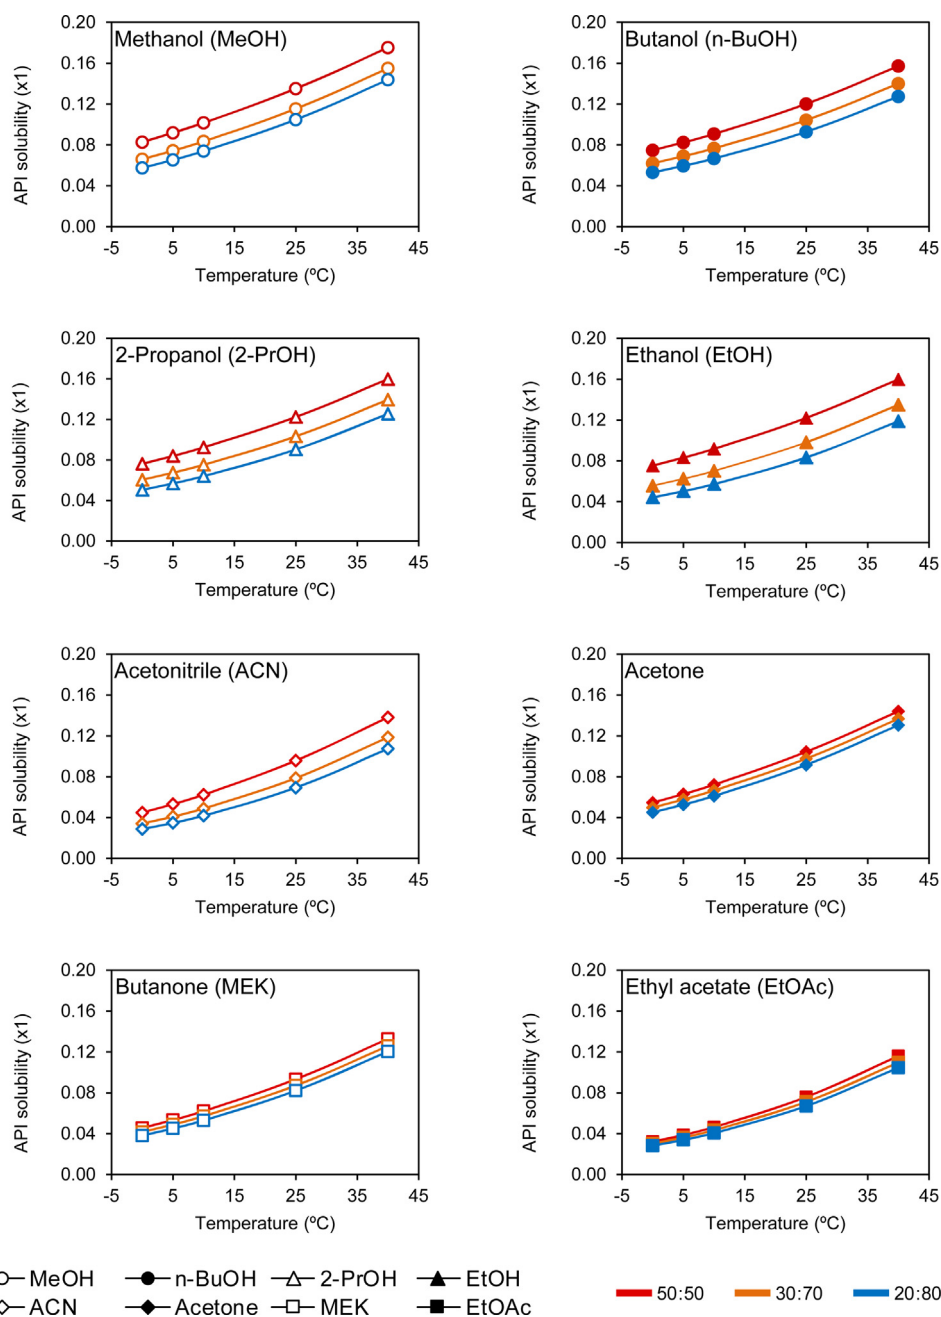 Methanol (MeOH)
API solubility (x1)
0.20
0.16
0.12
0.08
0.04
0.00
-5 5 15 25 35 45
Temperature (ºC)
Butanol (n-BuOH)
API solubility (x1)
0.20
0.16
0.12
0.08
0.04
0.00
-5 5 15 25 35 45
Temperature (ºC)
2-Propanol (2-PrOH)
API solubility (x1)
0.20
0.16
0.12
0.08
0.04
0.00
-5 5 15 25 35 45
Temperature (ºC)
Ethanol (EtOH)
API solubility (x1)
0.20
0.16
0.12
0.08
0.04
0.00
-5 5 15 25 35 45
Temperature (ºC)
Acetonitrile (ACN)
API solubility (x1)
0.20
0.16
0.12
0.08
0.04
0.00
-5 5 15 25 35 45
Temperature (ºC)
Acetone
API solubility (x1)
0.20
0.16
0.12
0.08
0.04
0.00
-5 5 15 25 35 45
Temperature (ºC)
Butanone (MEK)
API solubility (x1)
0.20
0.16
0.12
0.08
0.04
0.00
-5 5 15 25 35 45
Temperature (ºC)
Ethyl acetate (EtOAc)
API solubility (x1)
0.20
0.16
0.12
0.08
0.04
0.00
-5 5 15 25 35 45
Temperature (ºC)
MeOH n-BuOH 2-PrOH EtOH
ACN Acetone MEK EtOAc
50:50 30:70 20:80